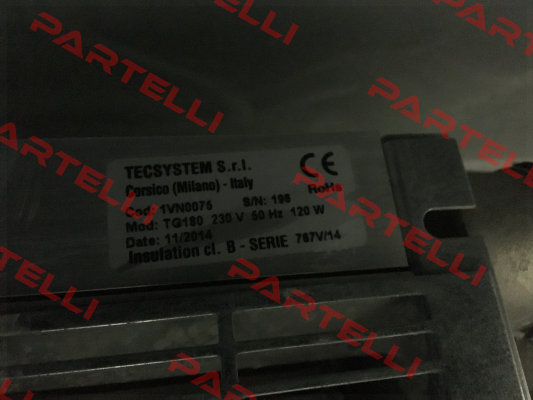 TECSYSTEM S.r.l.
Corsico (Milano) - Italy
CE
RoHs
Cod: 1VN0075 S/N: 198
Mod: TG180 230 V 50 Hz 120 W
Date: 11/2014
Insulation cl. B - SERIE 767V/14
PARTELLI
PARTELLI
PARTELLI
PARTELLI
PARTELLI
PARTELLI
PARTELLI
PARTELLI